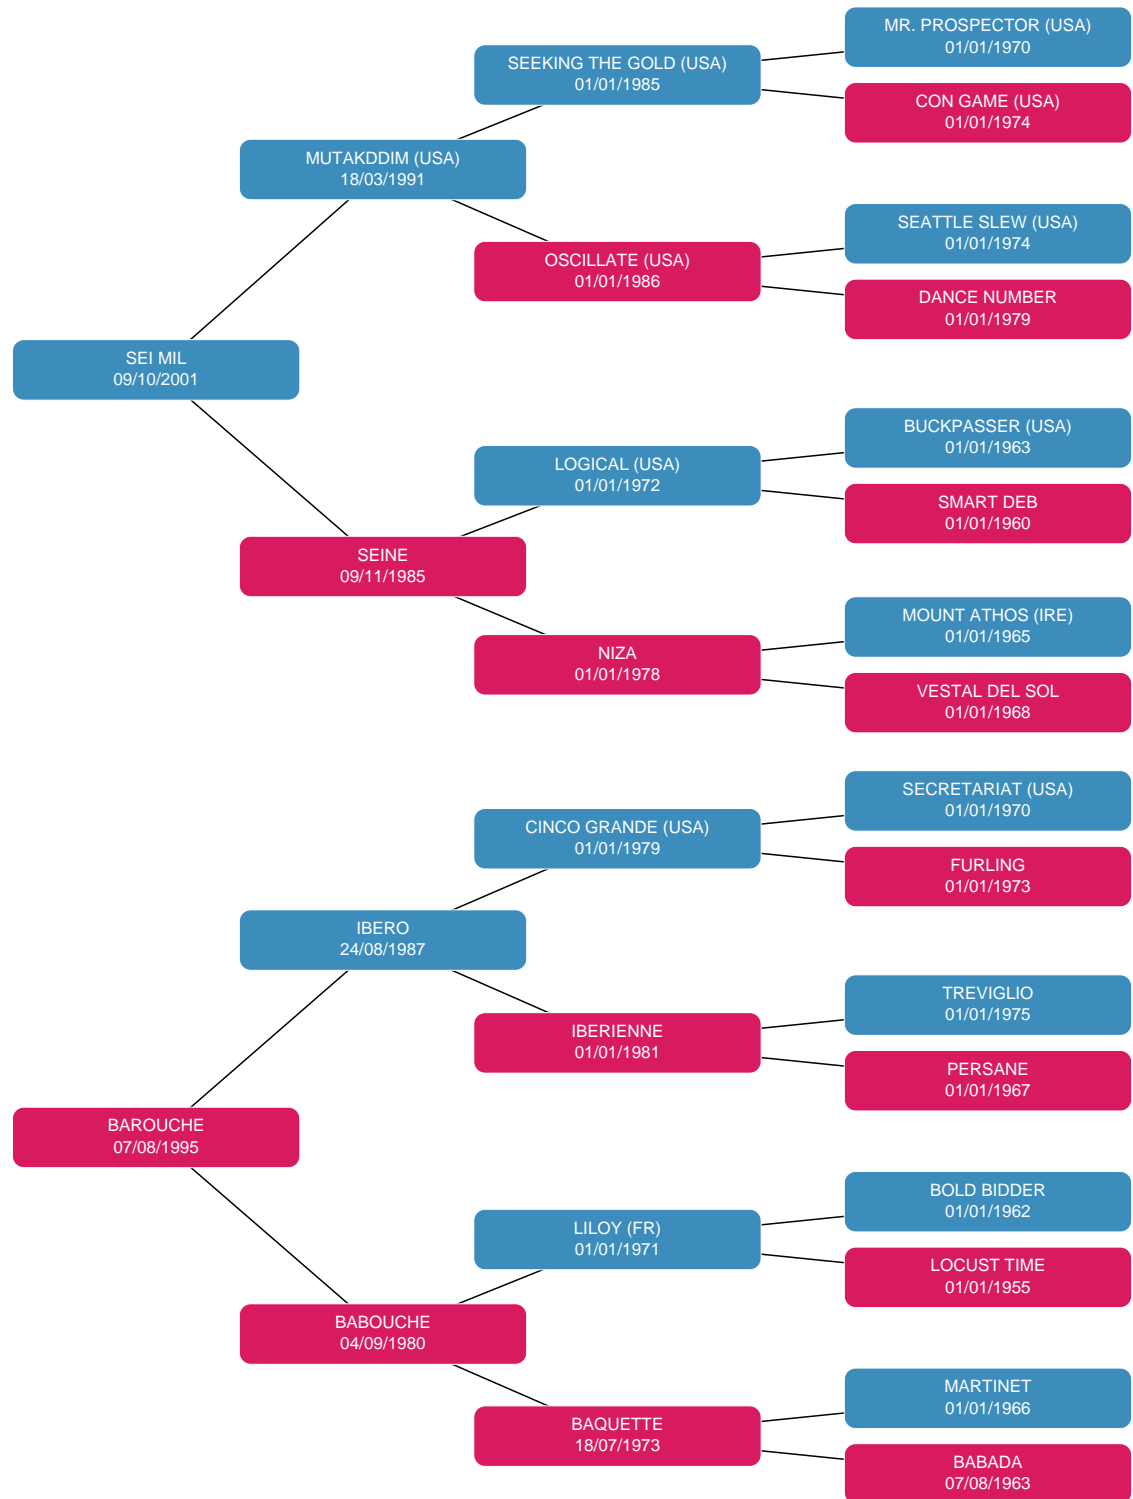 MR. PROSPECTOR (USA)
01/01/1970
SEEKING THE GOLD (USA)
01/01/1985
CON GAME (USA)
01/01/1974
MUTAKDDIM (USA)
18/03/1991
SEATTLE SLEW (USA)
01/01/1974
OSCILLATE (USA)
01/01/1986
DANCE NUMBER
01/01/1979
SEI MIL
09/10/2001
BUCKPASSER (USA)
01/01/1963
LOGICAL (USA)
01/01/1972
SMART DEB
01/01/1960
SEINE
09/11/1985
MOUNT ATHOS (IRE)
01/01/1965
NIZA
01/01/1978
VESTAL DEL SOL
01/01/1968
SECRETARIAT (USA)
01/01/1970
CINCO GRANDE (USA)
01/01/1979
FURLING
01/01/1973
IBERO
24/08/1987
TREVIGLIO
01/01/1975
IBERIENNE
01/01/1981
PERSANE
01/01/1967
BAROUCHE
07/08/1995
BOLD BIDDER
01/01/1962
LILOY (FR)
01/01/1971
LOCUST TIME
01/01/1955
BABOUCHE
04/09/1980
MARTINET
01/01/1966
BAQUETTE
18/07/1973
BABADA
07/08/1963